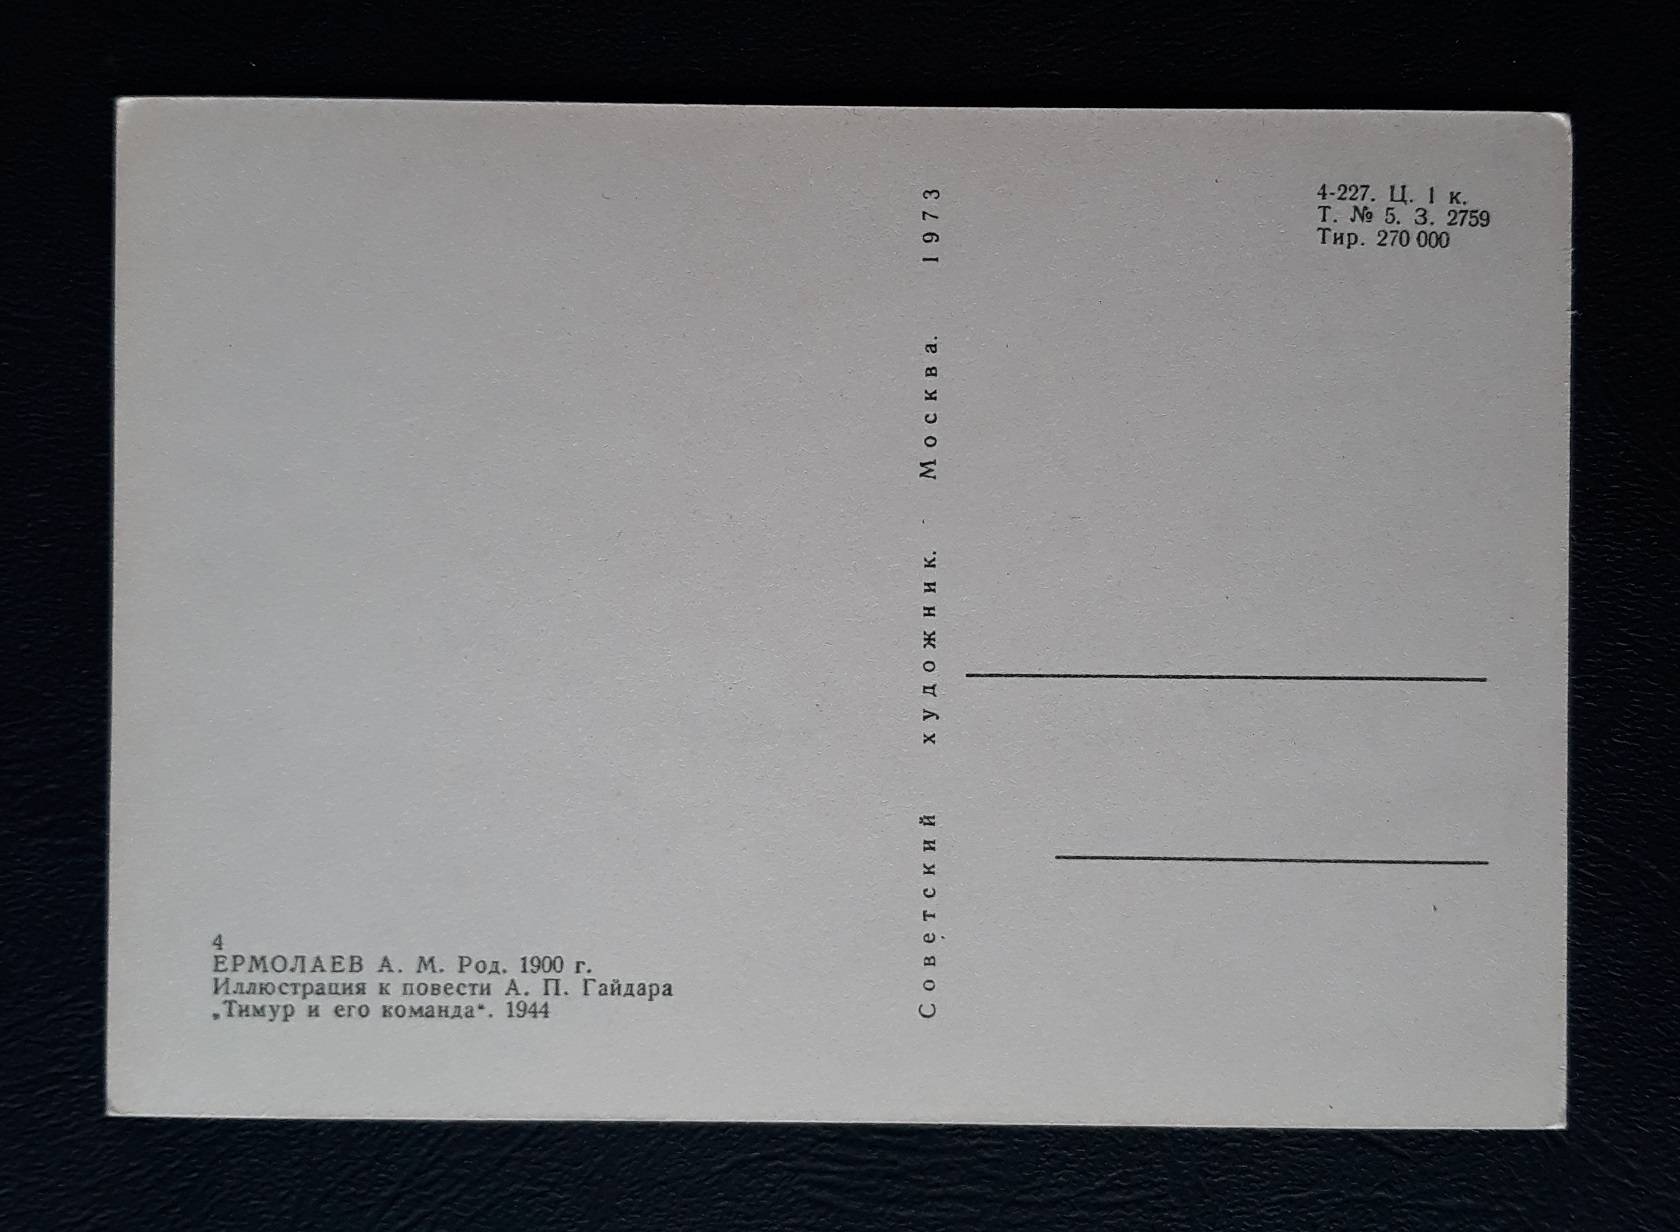 4-227. Ц. 1 к.
Т. № 5. З. 2759
Тир. 270 000
Советский художник. Москва. 1973
4
ЕРМОЛАЕВ А. М. Род. 1900 г.
Иллюстрация к повести А. П. Гайдара
„Тимур и его команда“. 1944